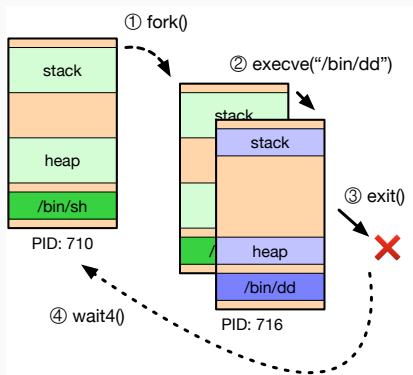 ① fork()
② execve(“/bin/dd”)
stack
stack
stack
heap
③ exit()
/bin/sh
heap
/
/bin/dd
PID: 710
④ wait4()
PID: 716